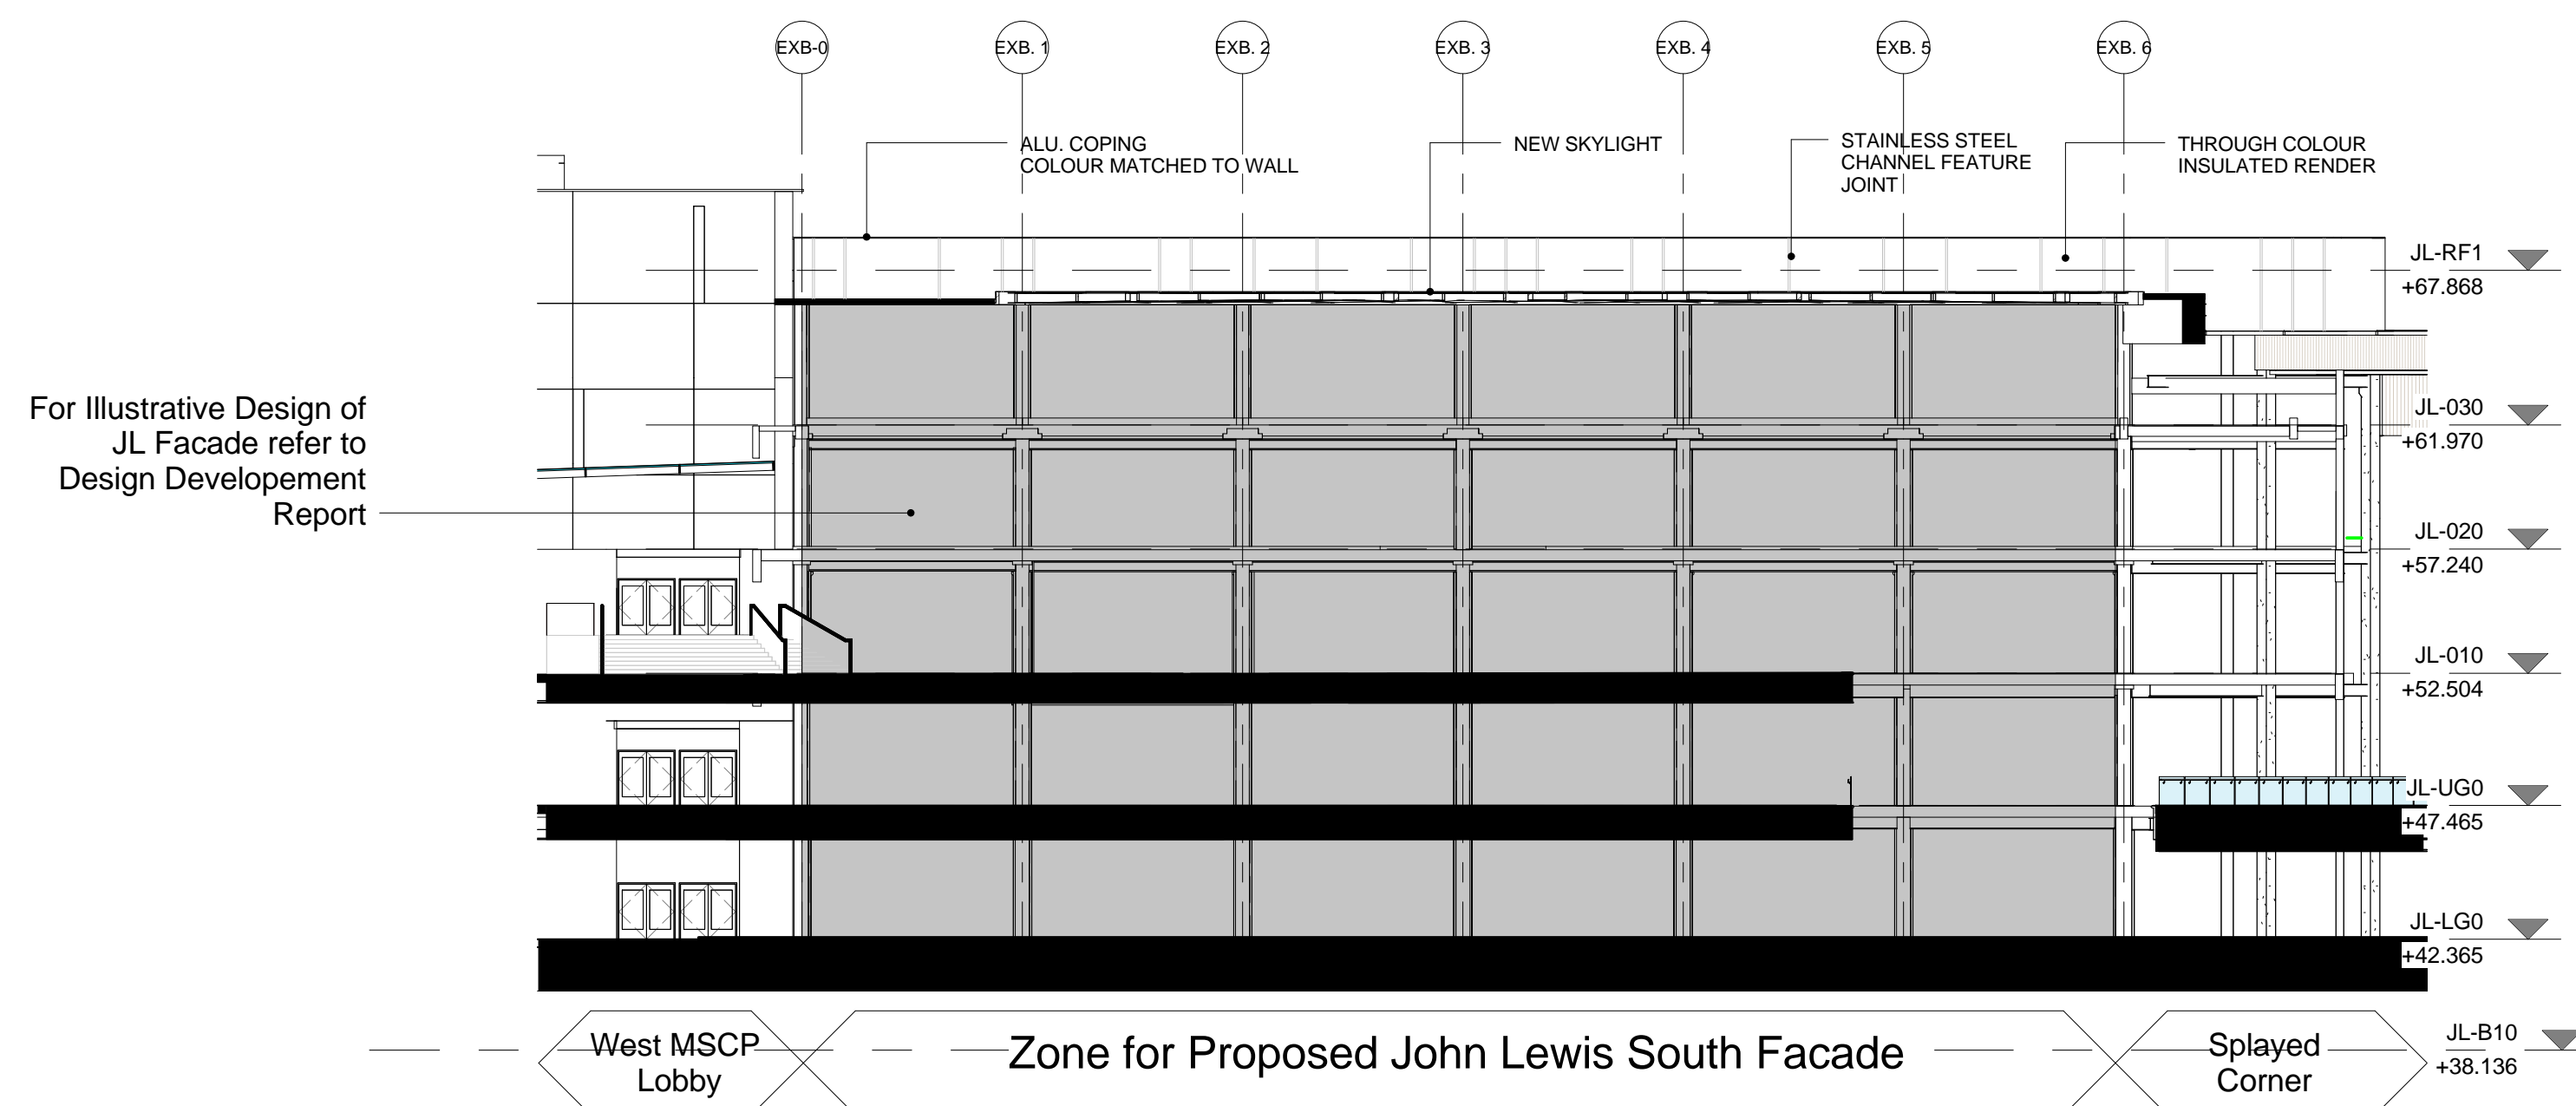 EXB-0
EXB. 1
EXB. 2
EXB. 3
EXB. 4
EXB. 5
EXB. 6
ALU. COPING
COLOUR MATCHED TO WALL
NEW SKYLIGHT
STAINLESS STEEL
CHANNEL FEATURE
JOINT
THROUGH COLOUR
INSULATED RENDER
JL-RF1
+67.868
For Illustrative Design of
JL Facade refer to
Design Developement
Report
JL-030
+61.970
JL-020
+57.240
JL-010
+52.504
JL-UG0
+47.465
JL-LG0
+42.365
West MSCP
Lobby
Zone for Proposed John Lewis South Facade
Splayed
Corner
JL-B10
+38.136